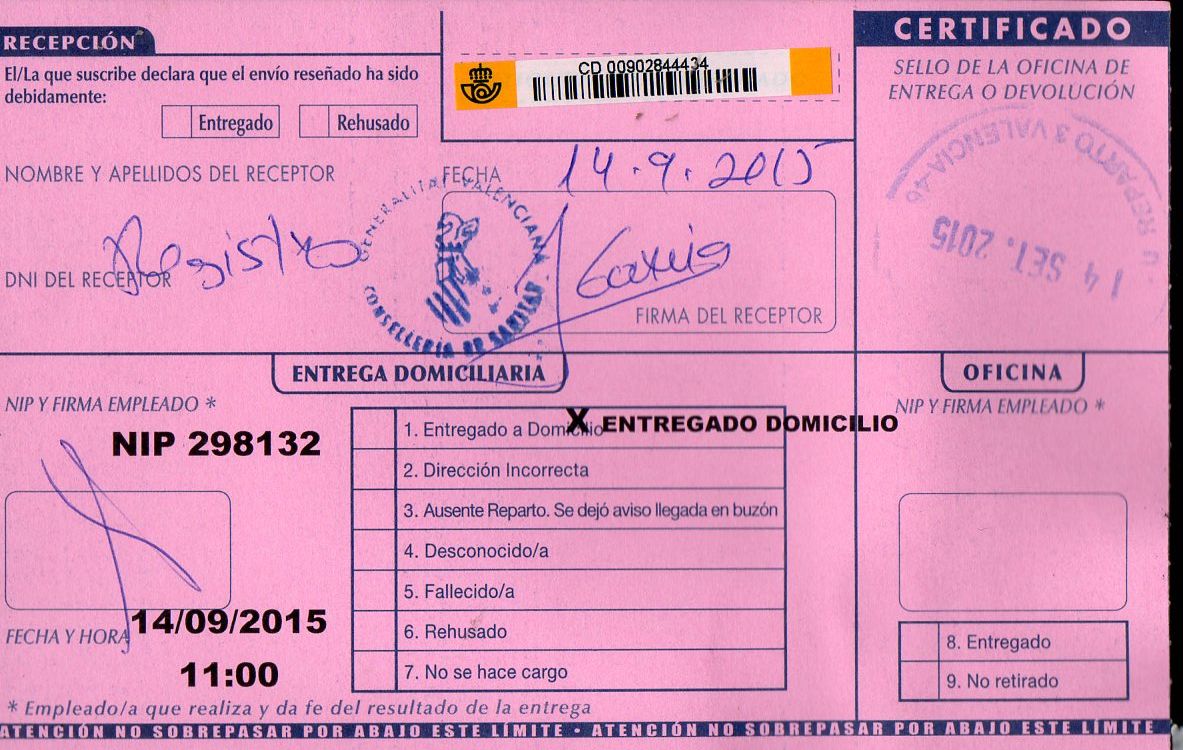 RECEPCIÓN
El/La que suscribe declara que el envío reseñado ha sido
debidamente:
Entregado
Rehusado
CD 00902844434
CERTIFICADO
SELLO DE LA OFICINA DE
ENTREGA O DEVOLUCIÓN
REPARTO 3 VALENCIA-46
14 SET. 2015
NOMBRE Y APELLIDOS DEL RECEPTOR
Registro
DNI DEL RECEPTOR
FECHA
14.9.2015
GENERALITAT VALENCIANA
CONSELLERIA DE SANITAT
FIRMA DEL RECEPTOR
ENTREGA DOMICILIARIA
NIP Y FIRMA EMPLEADO *
NIP 298132
X ENTREGADO DOMICILIO
1. Entregado a Domicilio
2. Dirección Incorrecta
3. Ausente Reparto. Se dejó aviso llegada en buzón
4. Desconocido/a
5. Fallecido/a
6. Rehusado
7. No se hace cargo
FECHA Y HORA
14/09/2015
11:00
* Empleado/a que realiza y da fe del resultado de la entrega
OFICINA
NIP Y FIRMA EMPLEADO *
8. Entregado
9. No retirado
ATENCIÓN NO SOBREPASAR POR ABAJO ESTE LÍMITE • ATENCIÓN NO SOBREPASAR POR ABAJO ESTE LÍMITE